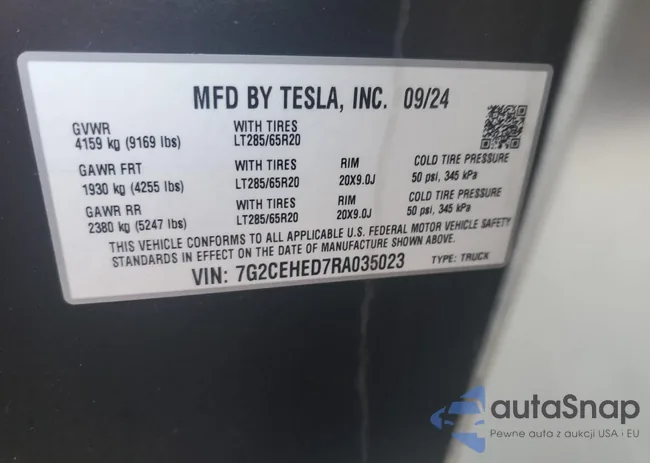 MFD BY TESLA, INC. 09/24
GVWR WITH TIRES
4159 kg (9169 lbs) LT285/65R20
GAWR FRT WITH TIRES RIM COLD TIRE PRESSURE
1930 kg (4255 lbs) LT285/65R20 20X9.0J 50 psi, 345 kPa
GAWR RR WITH TIRES RIM COLD TIRE PRESSURE
2380 kg (5247 lbs) LT285/65R20 20X9.0J 50 psi, 345 kPa
THIS VEHICLE CONFORMS TO ALL APPLICABLE U.S. FEDERAL MOTOR VEHICLE SAFETY
STANDARDS IN EFFECT ON THE DATE OF MANUFACTURE SHOWN ABOVE.
VIN: 7G2CEHED7RA035023 TYPE: TRUCK
autaSnap
Pewne auta z aukcji USA i EU